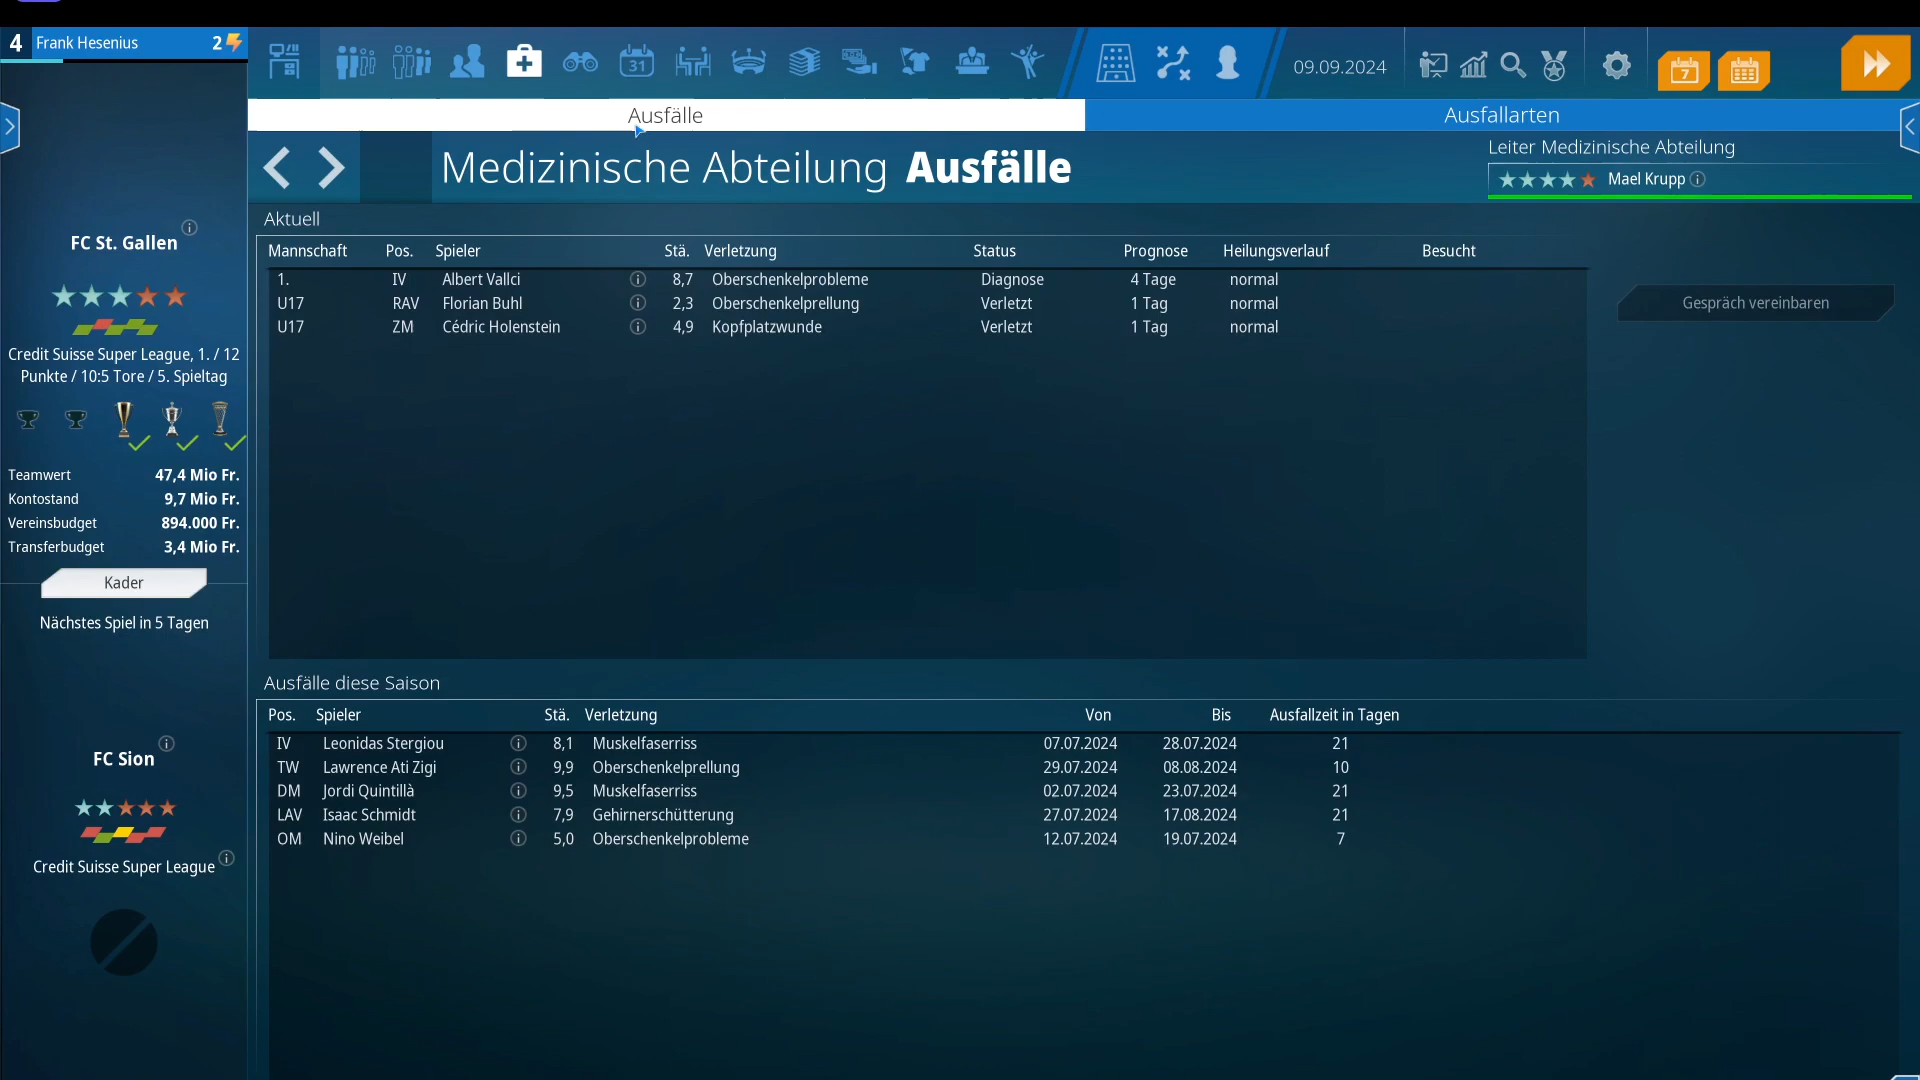 4 Frank Hesenius 2
31
09.09.2024
7
Ausfälle
Ausfallarten
Medizinische Abteilung Ausfälle
Leiter Medizinische Abteilung
Mael Krupp
FC St. Gallen
Credit Suisse Super League, 1. / 12
Punkte / 10:5 Tore / 5. Spieltag
Teamwert 47,4 Mio Fr.
Kontostand 9,7 Mio Fr.
Vereinsbudget 894.000 Fr.
Transferbudget 3,4 Mio Fr.
Kader
Nächstes Spiel in 5 Tagen
FC Sion
Credit Suisse Super League
Aktuell
Mannschaft Pos. Spieler Stä. Verletzung Status Prognose Heilungsverlauf Besucht
1. IV Albert Vallci 8,7 Oberschenkelprobleme Diagnose 4 Tage normal
U17 RAV Florian Buhl 2,3 Oberschenkelprellung Verletzt 1 Tag normal
U17 ZM Cédric Holenstein 4,9 Kopfplatzwunde Verletzt 1 Tag normal
Gespräch vereinbaren
Ausfälle diese Saison
Pos. Spieler Stä. Verletzung Von Bis Ausfallzeit in Tagen
IV Leonidas Stergiou 8,1 Muskelfaserriss 07.07.2024 28.07.2024 21
TW Lawrence Ati Zigi 9,9 Oberschenkelprellung 29.07.2024 08.08.2024 10
DM Jordi Quintillà 9,5 Muskelfaserriss 02.07.2024 23.07.2024 21
LAV Isaac Schmidt 7,9 Gehirnerschütterung 27.07.2024 17.08.2024 21
OM Nino Weibel 5,0 Oberschenkelprobleme 12.07.2024 19.07.2024 7